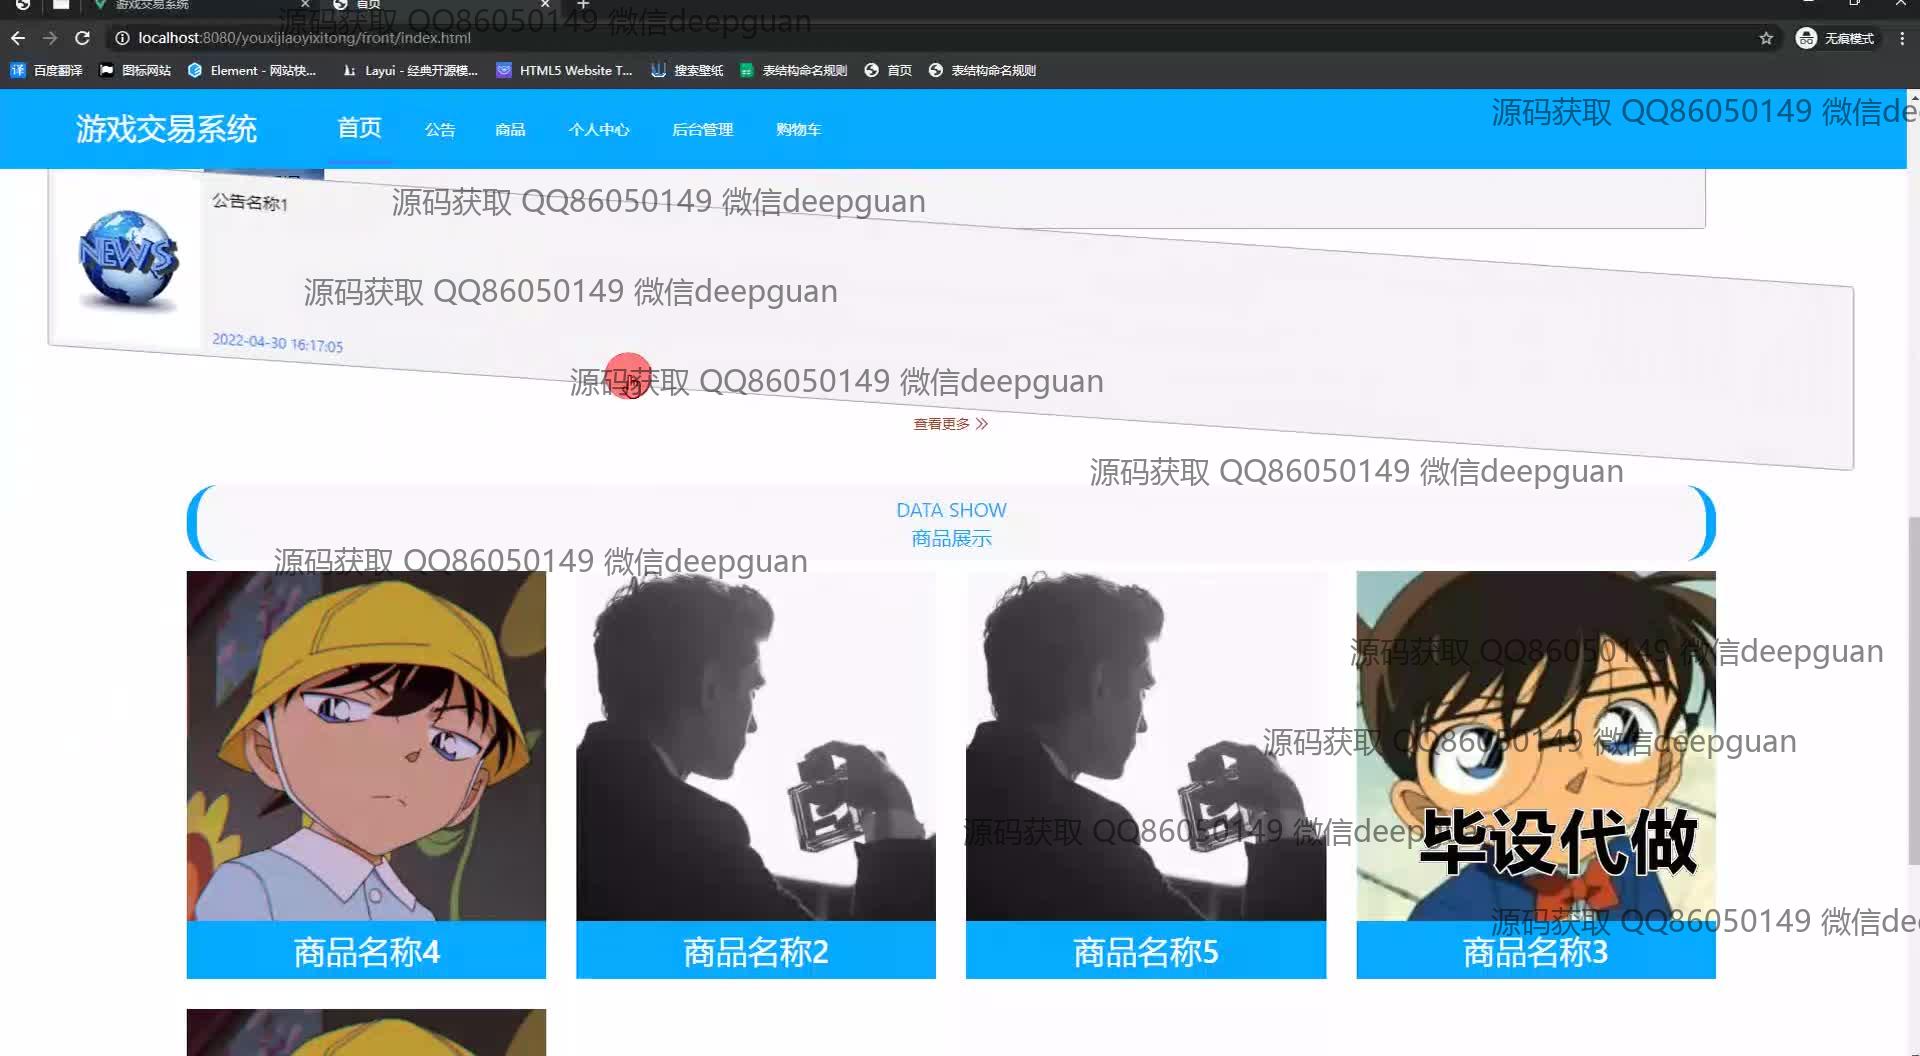 游戏交易系统
首页
源码获取 QQ86050149 微信deepguan
localhost:8080/youxijiaoyixitong/front/index.html
无痕模式
百度翻译
图标网站
Element - 网站快...
Layui - 经典开源模...
HTML5 Website T...
搜索壁纸
表结构命名规则
首页
表结构命名规则
游戏交易系统
首页
公告
商品
个人中心
后台管理
购物车
源码获取 QQ86050149 微信de
公告名称1
源码获取 QQ86050149 微信deepguan
NEWS
源码获取 QQ86050149 微信deepguan
2022-04-30 16:17:05
源码获取 QQ86050149 微信deepguan
查看更多
源码获取 QQ86050149 微信deepguan
DATA SHOW
商品展示
源码获取 QQ86050149 微信deepguan
源码获取 QQ86050149 微信deepguan
源码获取 QQ86050149 微信deepguan
源码获取 QQ86050149 微信deepguan
毕设代做
源码获取 QQ86050149 微信de
商品名称4
商品名称2
商品名称5
商品名称3